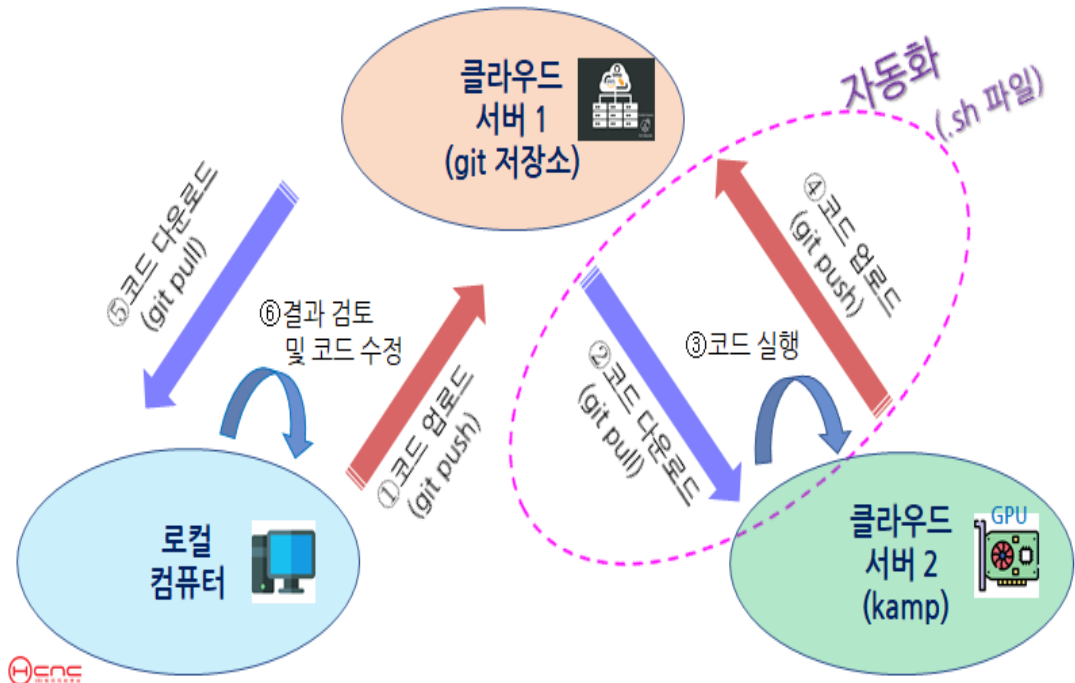 클라우드
서버 1
(git 저장소)
자동화
(.sh 파일)
⑤코드 다운로드
(git pull)
⑥결과 검토
및 코드 수정
①코드 업로드
(git push)
②코드 다운로드
(git pull)
③코드 실행
④코드 업로드
(git push)
로컬
컴퓨터
클라우드
서버 2
(kamp)
GPU
Hcnc